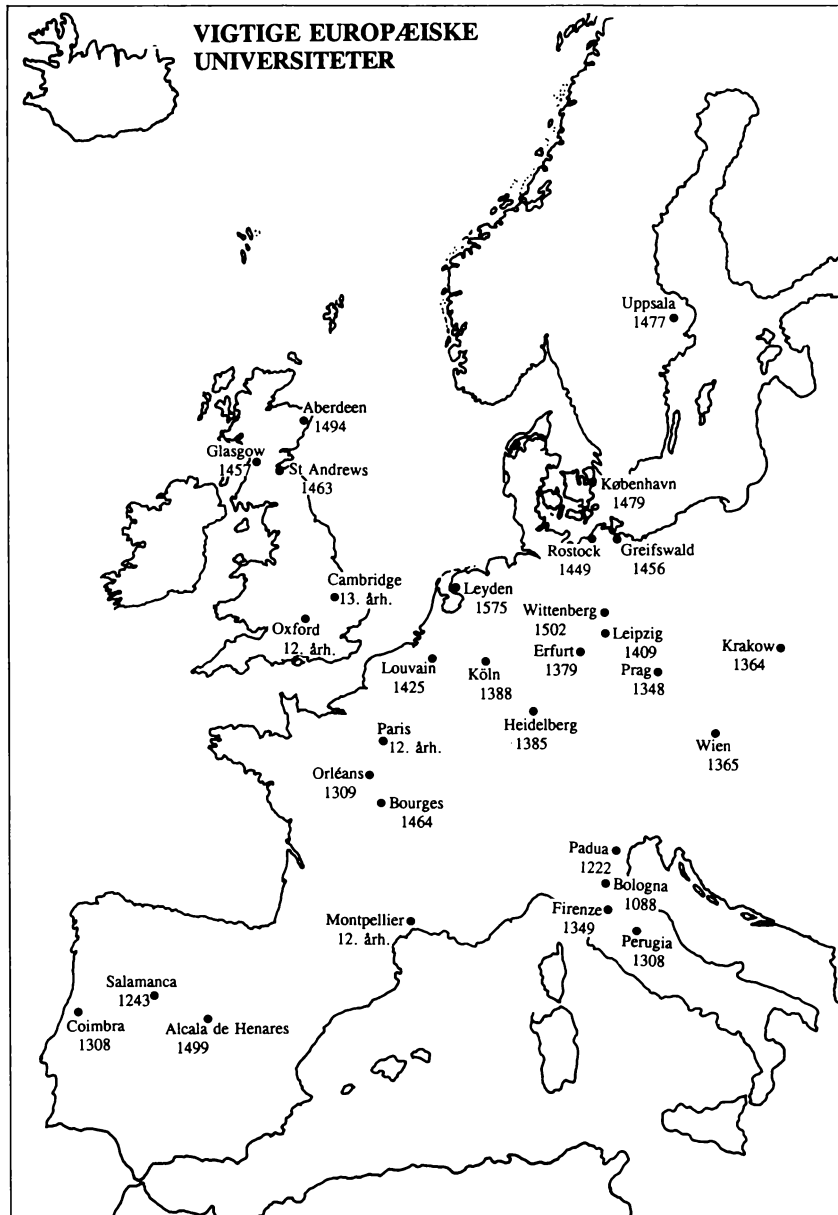 VIGTIGE EUROPÆISKE
UNIVERSITETER
Uppsala
1477
Aberdeen
1494
Glasgow
1457
St Andrews
1463
København
1479
Rostock
1449
Greifswald
1456
Cambridge
13. årh.
Leyden
1575
Oxford
12. årh.
Wittenberg
1502
Leipzig
1409
Erfurt
1379
Krakow
1364
Louvain
1425
Köln
1388
Prag
1348
Heidelberg
1385
Paris
12. årh.
Wien
1365
Orléans
1309
Bourges
1464
Padua
1222
Bologna
1088
Firenze
1349
Montpellier
12. årh.
Perugia
1308
Salamanca
1243
Coimbra
1308
Alcala de Henares
1499